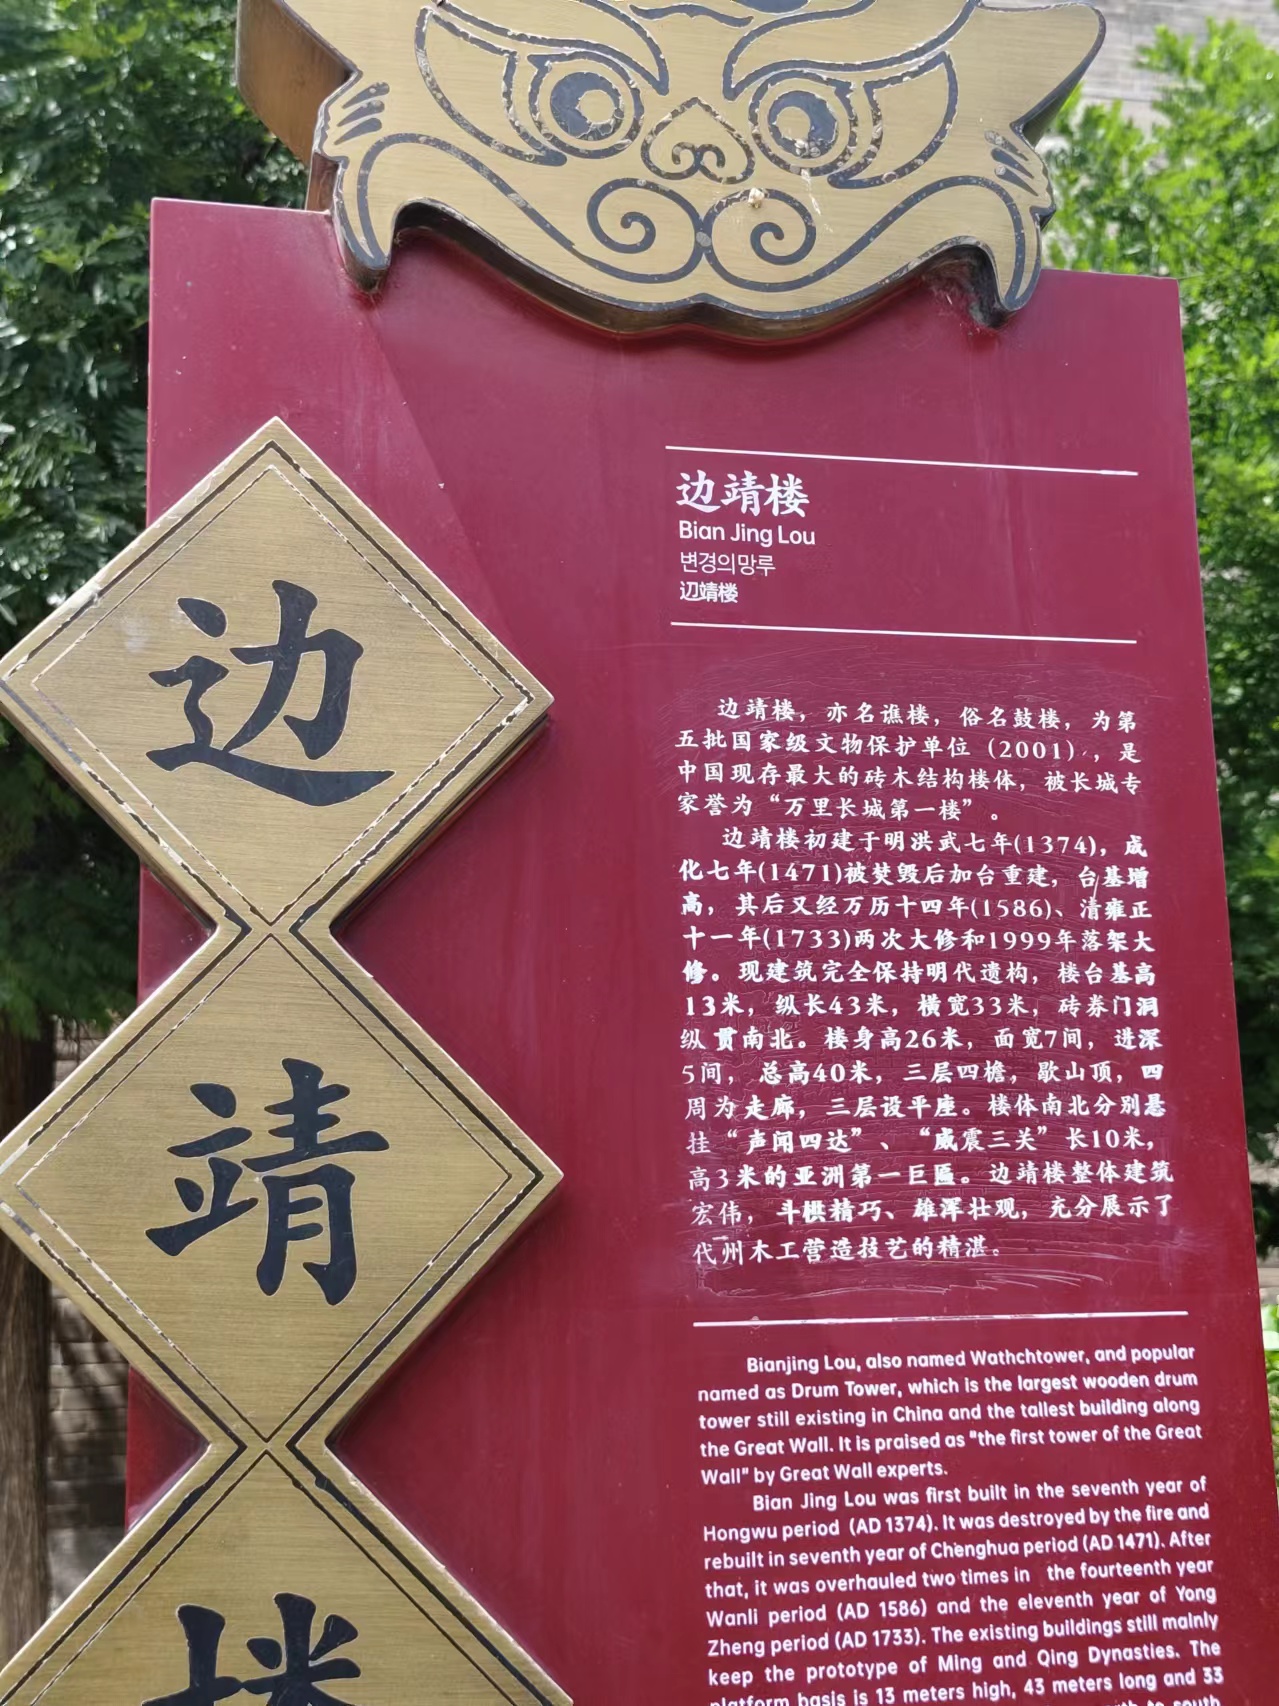 边
靖
楼
边靖楼
Bian Jing Lou
변경의망루
辺靖楼
边靖楼，亦名谯楼，俗名鼓楼，为第
五批国家级文物保护单位（2001），是
中国现存最大的砖木结构楼体，被长城专
家誉为“万里长城第一楼”。
边靖楼初建于明洪武七年(1374)，成
化七年(1471)被焚毁后加台重建，台基增
高，其后又经万历十四年(1586)、清雍正
十一年(1733)两次大修和1999年落架大
修。现建筑完全保持明代遗构，楼台基高
13米，纵长43米，横宽33米，砖券门洞
纵贯南北。楼身高26米，面宽7间，进深
5间，总高40米，三层四檐，歇山顶，四
周为走廊，三层设平座。楼体南北分别悬
挂“声闻四达”、“威震三关”长10米，
高3米的亚洲第一巨匾。边靖楼整体建筑
宏伟，斗栱精巧、雄浑壮观，充分展示了
代州木工营造技艺的精湛。
Bianjing Lou, also named Wathchtower, and popular
named as Drum Tower, which is the largest wooden drum
tower still existing in China and the tallest building along
the Great Wall. It is praised as "the first tower of the Great
Wall" by Great Wall experts.
Bian Jing Lou was first built in the seventh year of
Hongwu period (AD 1374). It was destroyed by the fire and
rebuilt in seventh year of Chenghua period (AD 1471). After
that, it was overhauled two times in the fourteenth year
Wanli period (AD 1586) and the eleventh year of Yong
Zheng period (AD 1733). The existing buildings still mainly
keep the prototype of Ming and Qing Dynasties. The
platform basis is 13 meters high, 43 meters long and 33